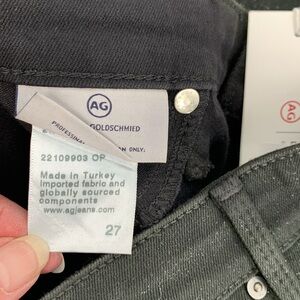 AG
GOLDSCHMIED
PROFESSIONAL
ON ONLY.
22109903 OP
Made in Turkey
Imported fabric and
globally sourced
components
www.agjeans.com
27
AG